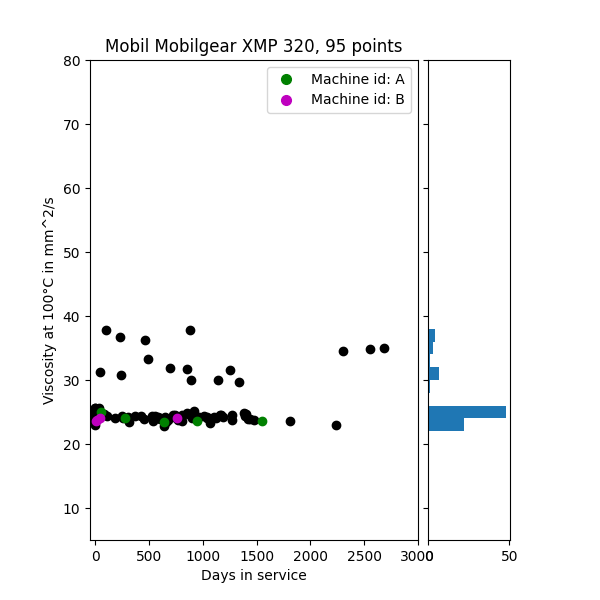 Mobil Mobilgear XMP 320, 95 points
Machine id: A
Machine id: B
Viscosity at 100°C in mm^2/s
80
70
60
50
40
30
20
10
0 500 1000 1500 2000 2500 3000
0 50
Days in service